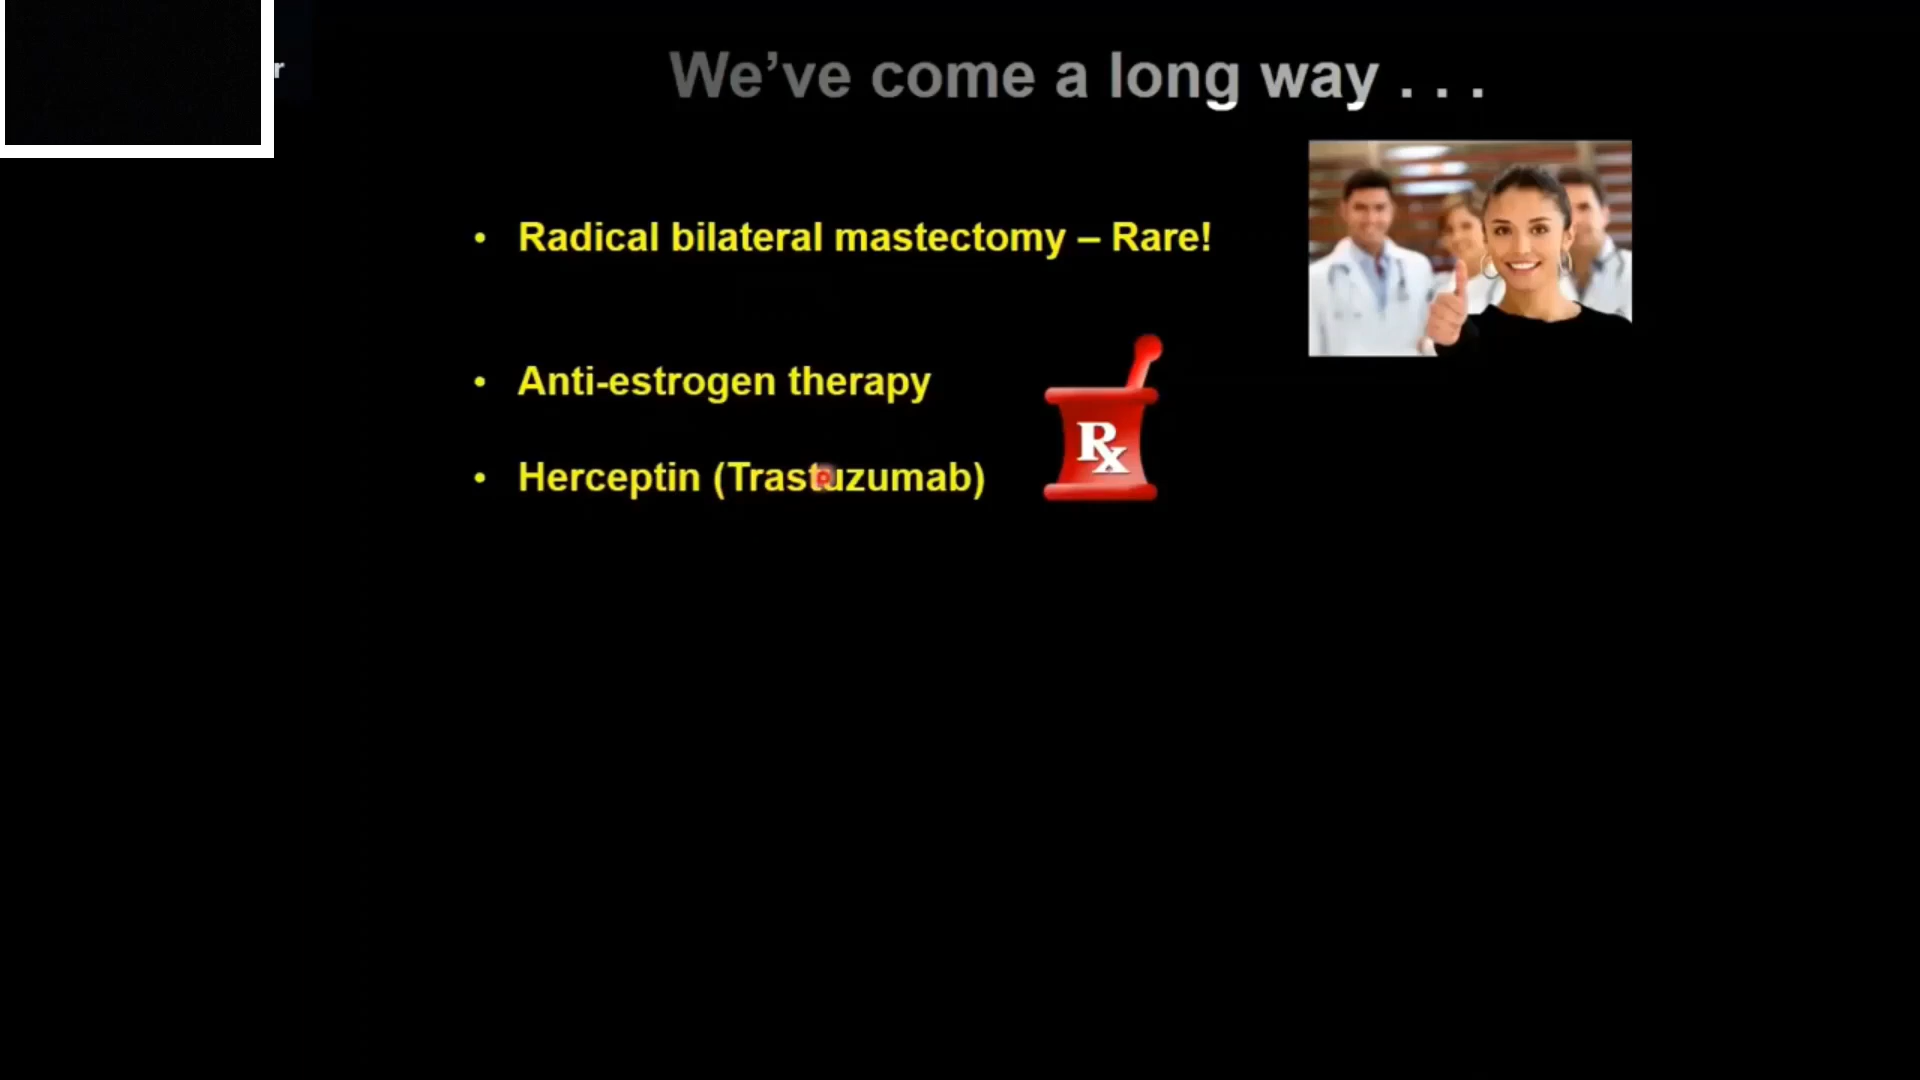 We've come a long way . . .
• Radical bilateral mastectomy – Rare!
• Anti-estrogen therapy
Rx
• Herceptin (Trastuzumab)